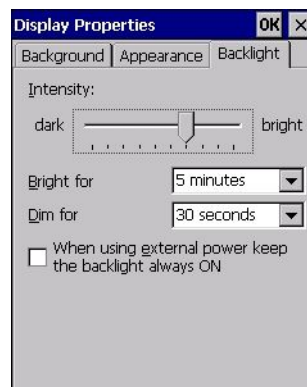 Display Properties OK ×
Background Appearance Backlight
Intensity:
dark bright
Bright for 5 minutes
Dim for 30 seconds
When using external power keep
the backlight always ON